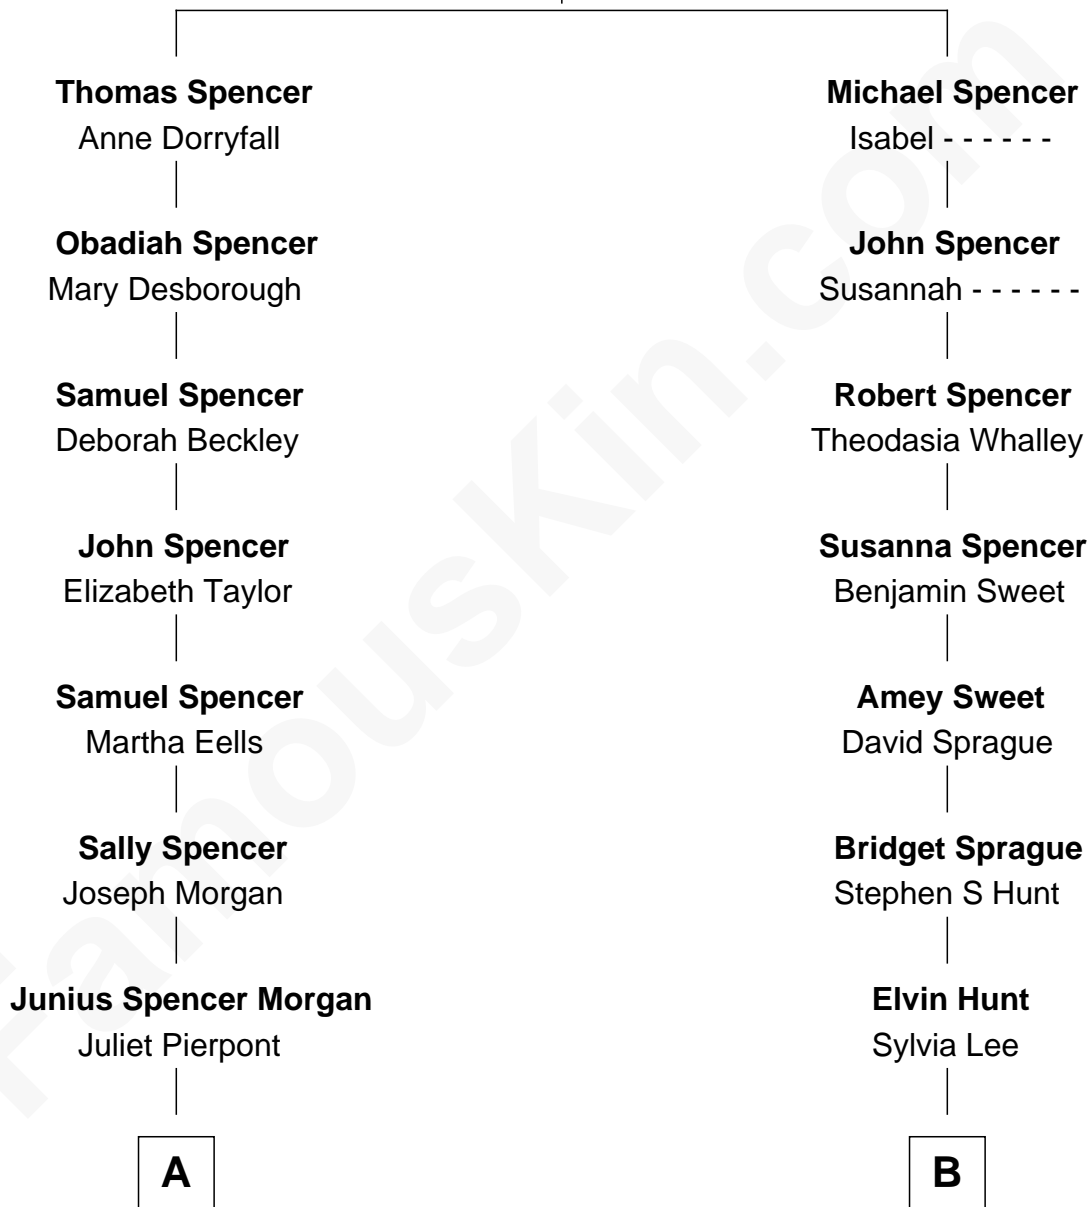 Thomas Spencer
Anne Dorryfall
Obadiah Spencer
Mary Desborough
Samuel Spencer
Deborah Beckley
John Spencer
Elizabeth Taylor
Samuel Spencer
Martha Eells
Sally Spencer
Joseph Morgan
Junius Spencer Morgan
Juliet Pierpont
A
Michael Spencer
Isabel - - - - - -
John Spencer
Susannah - - - - - -
Robert Spencer
Theodasia Whalley
Susanna Spencer
Benjamin Sweet
Amey Sweet
David Sprague
Bridget Sprague
Stephen S Hunt
Elvin Hunt
Sylvia Lee
B
FamousKin.com